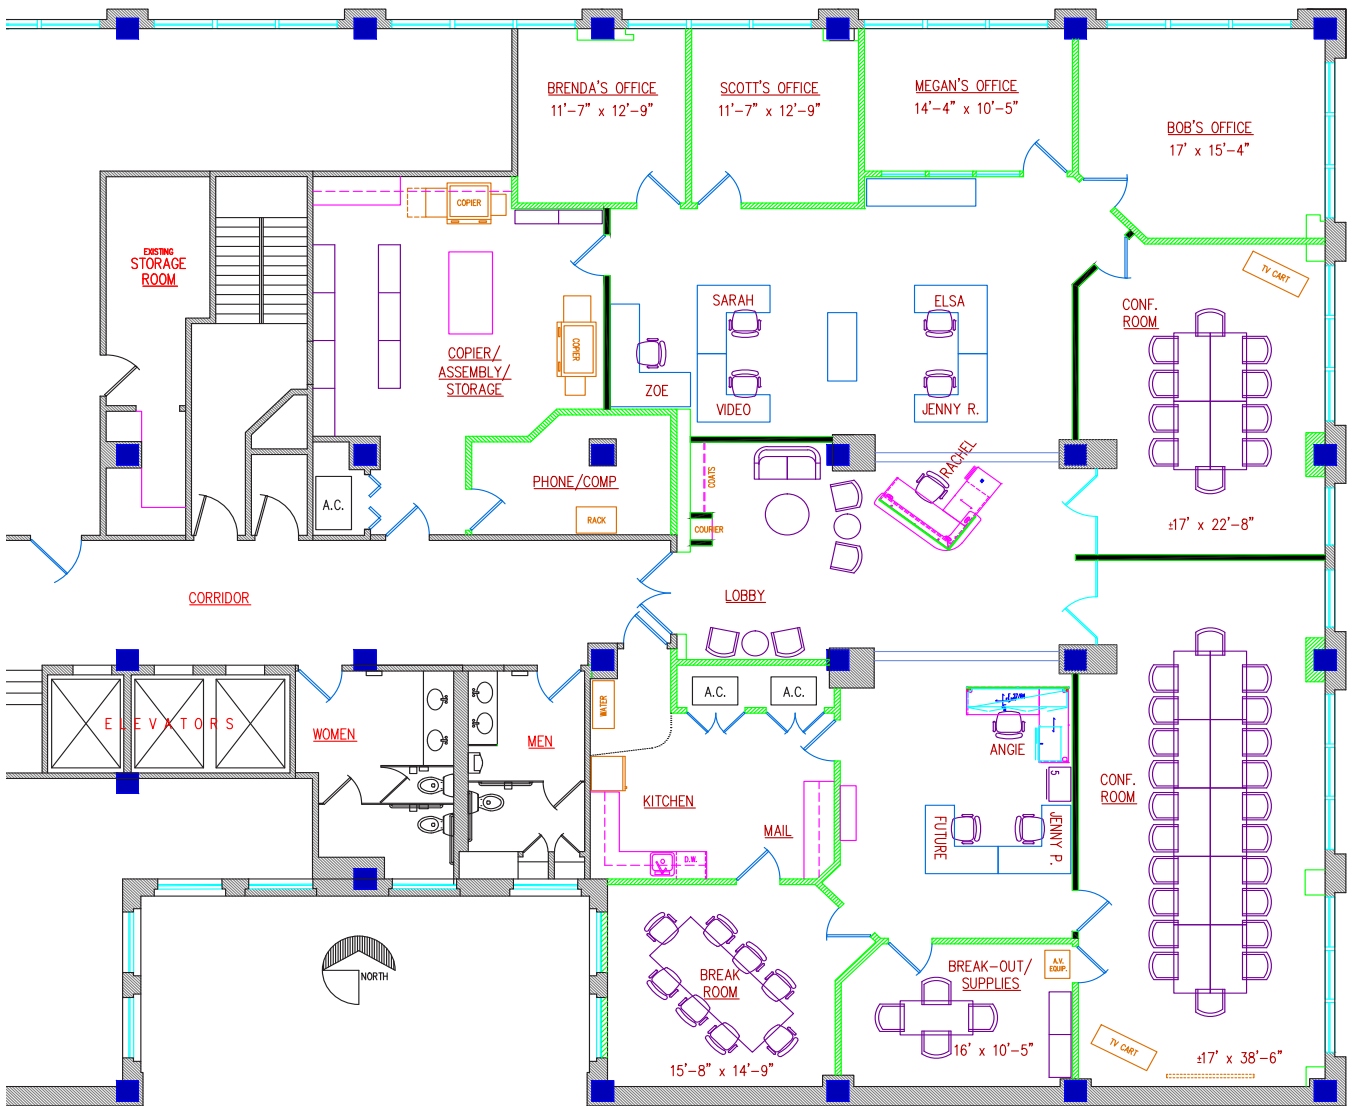 BRENDA'S OFFICE
11'-7" x 12'-9"
SCOTT'S OFFICE
11'-7" x 12'-9"
MEGAN'S OFFICE
14'-4" x 10'-5"
BOB'S OFFICE
17' x 15'-4"
COPIER
EXISTING
STORAGE
ROOM
TV CART
SARAH
ELSA
CONF.
ROOM
COPIER
COPIER/
ASSEMBLY/
STORAGE
ZOE
VIDEO
JENNY R.
RACHEL
COATS
PHONE/COMP
A.C.
RACK
COURIER
±17' x 22'-8"
CORRIDOR
LOBBY
A.C.
A.C.
WATER
ELEVATORS
WOMEN
MEN
ANGIE
5
CONF.
ROOM
KITCHEN
MAIL
FUTURE
JENNY P.
D.W.
NORTH
BREAK
ROOM
BREAK-OUT/
SUPPLIES
A.V.
EQUIP.
TV CART
16' x 10'-5"
±17' x 38'-6"
15'-8" x 14'-9"